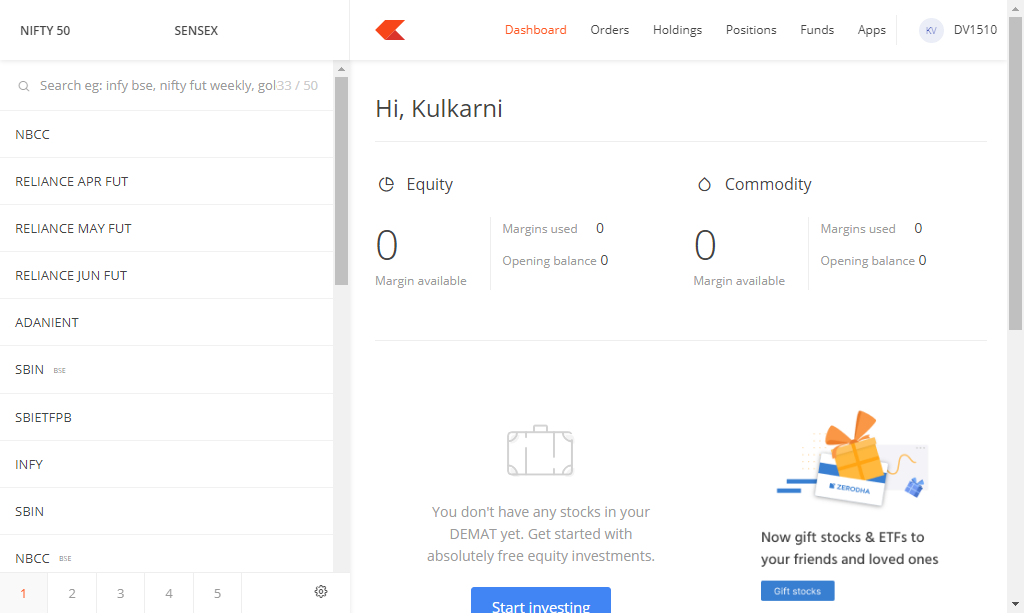 NIFTY 50
SENSEX
Dashboard
Orders
Holdings
Positions
Funds
Apps
KV
DV1510
Search eg: infy bse, nifty fut weekly, gol
33 / 50
NBCC
RELIANCE APR FUT
RELIANCE MAY FUT
RELIANCE JUN FUT
ADANIENT
SBIN BSE
SBIETFPB
INFY
SBIN
NBCC BSE
1
2
3
4
5
Hi, Kulkarni
Equity
0
Margin available
Margins used 0
Opening balance 0
Commodity
0
Margin available
Margins used 0
Opening balance 0
You don't have any stocks in your
DEMAT yet. Get started with
absolutely free equity investments.
Start investing
ZERODHA
Now gift stocks & ETFs to
your friends and loved ones
Gift stocks